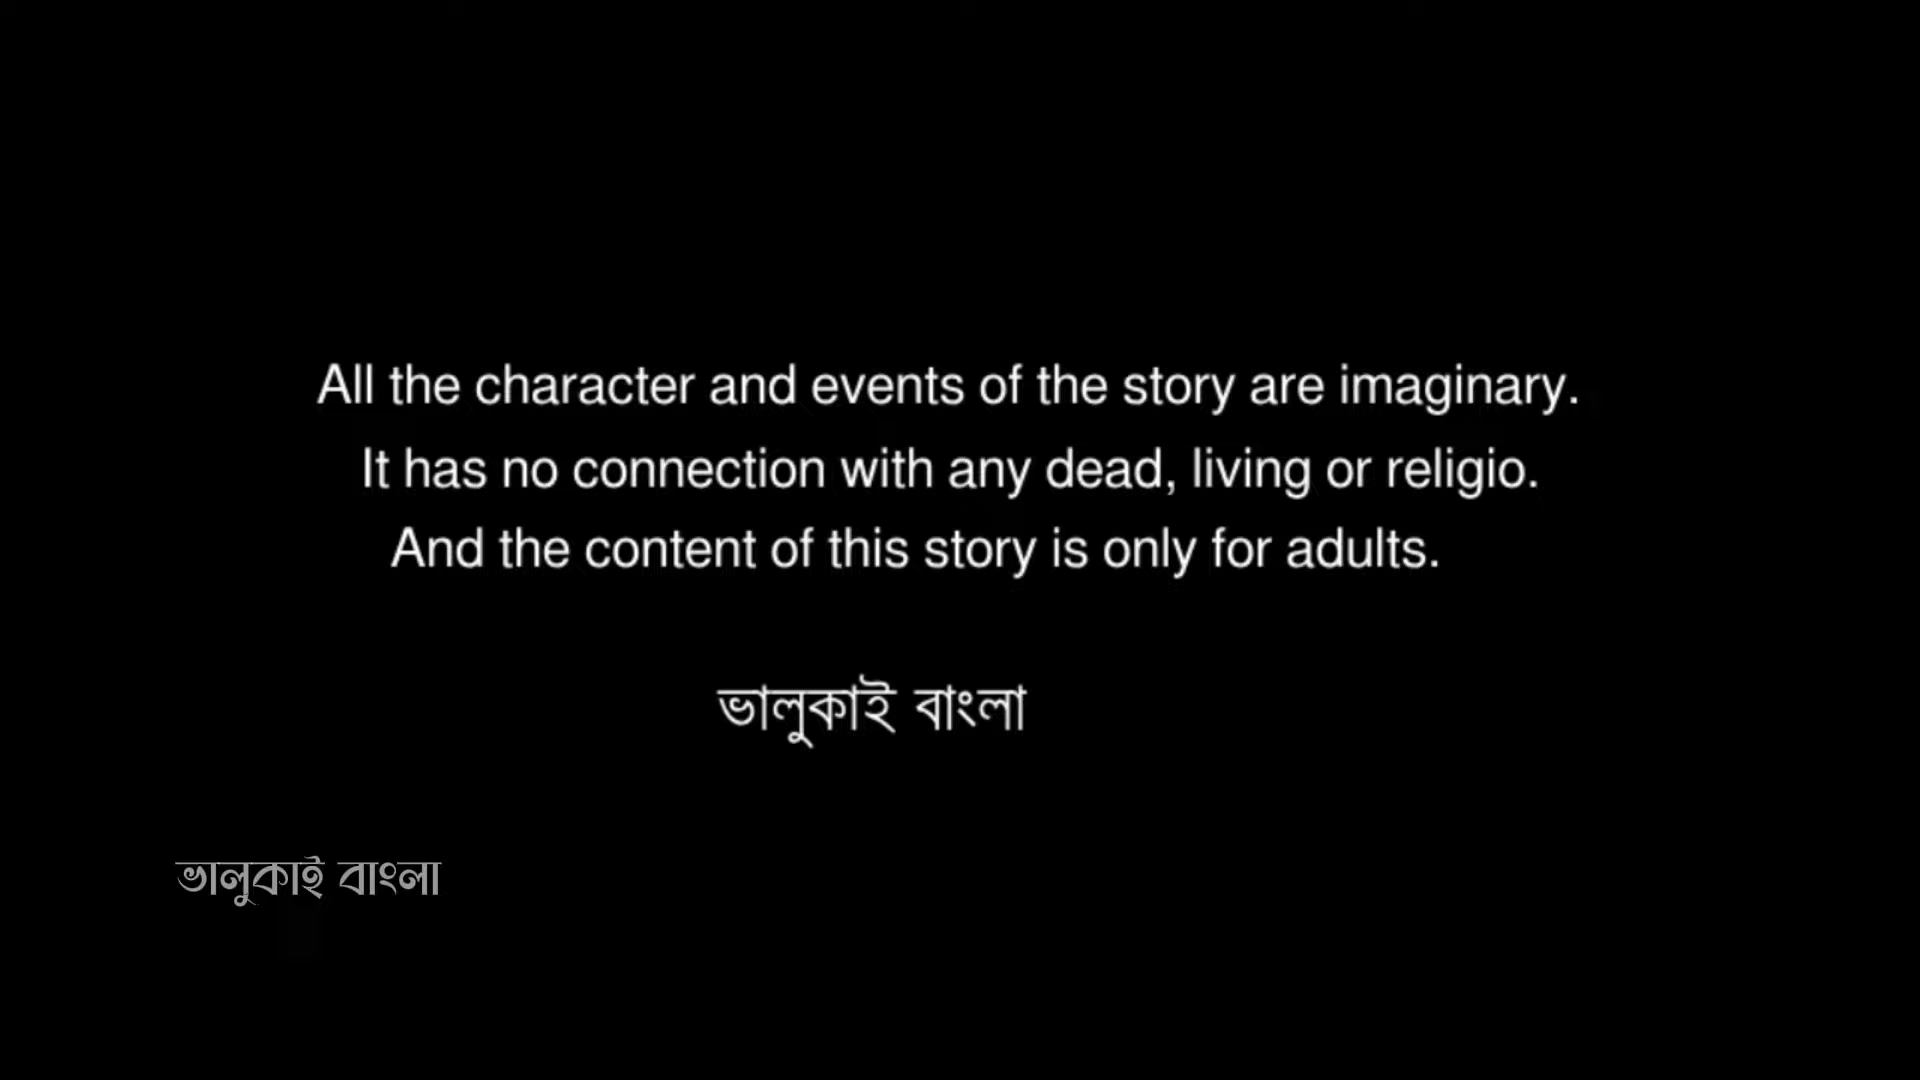 All the character and events of the story are imaginary.
It has no connection with any dead, living or religio.
And the content of this story is only for adults.
ভালুকাই বাংলা
ভালুকাই বাংলা